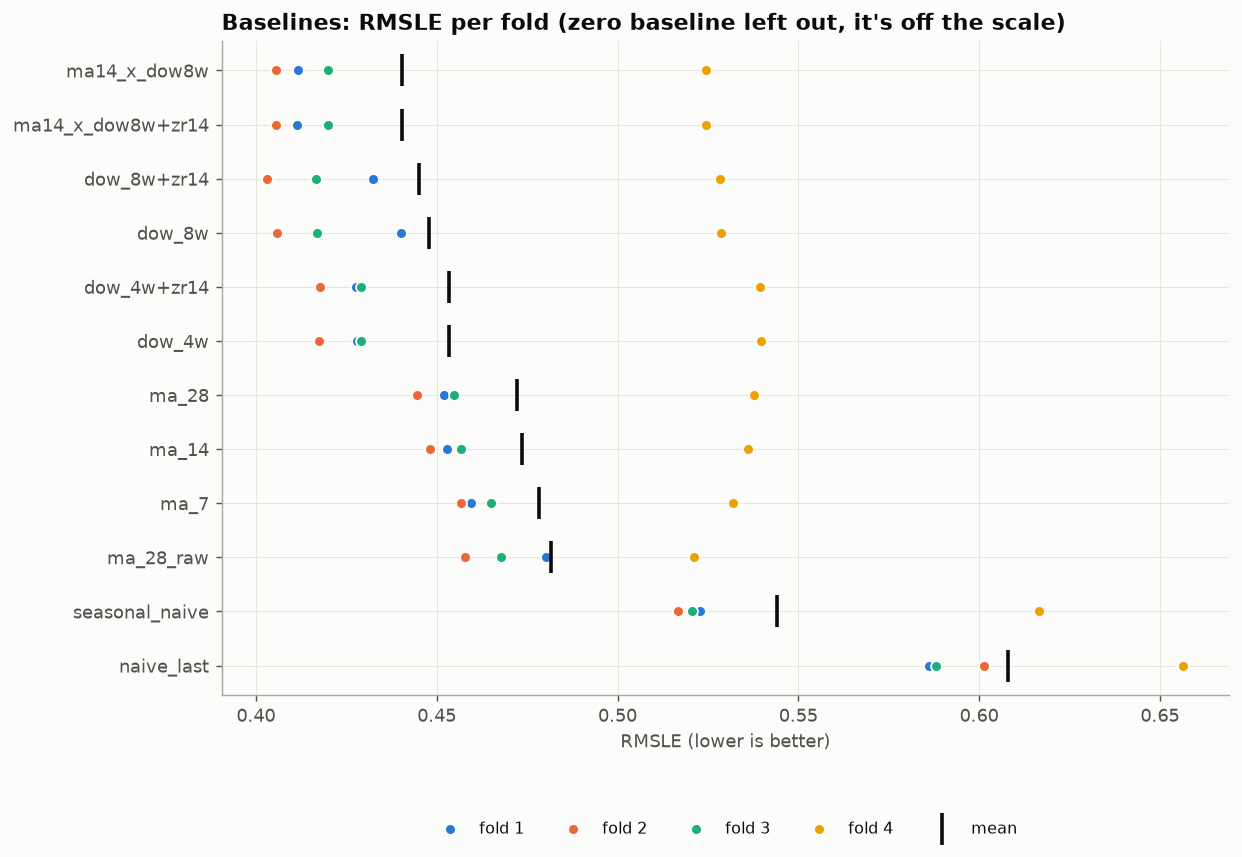 Baselines: RMSLE per fold (zero baseline left out, it's off the scale)
ma14_x_dow8w
ma14_x_dow8w+zr14
dow_8w+zr14
dow_8w
dow_4w+zr14
dow_4w
ma_28
ma_14
ma_7
ma_28_raw
seasonal_naive
naive_last
0.40 0.45 0.50 0.55 0.60 0.65
RMSLE (lower is better)
fold 1 fold 2 fold 3 fold 4 mean